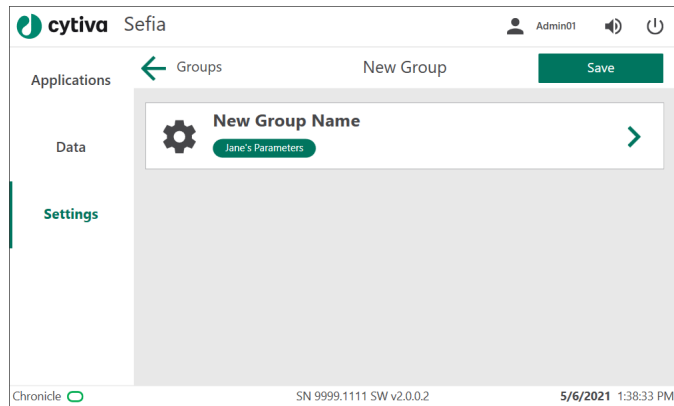 cytiva Sefia Admin01
Applications
Data
Settings
Groups New Group Save
New Group Name
Jane's Parameters
Chronicle SN 9999.1111 SW v2.0.0.2 5/6/2021 1:38:33 PM